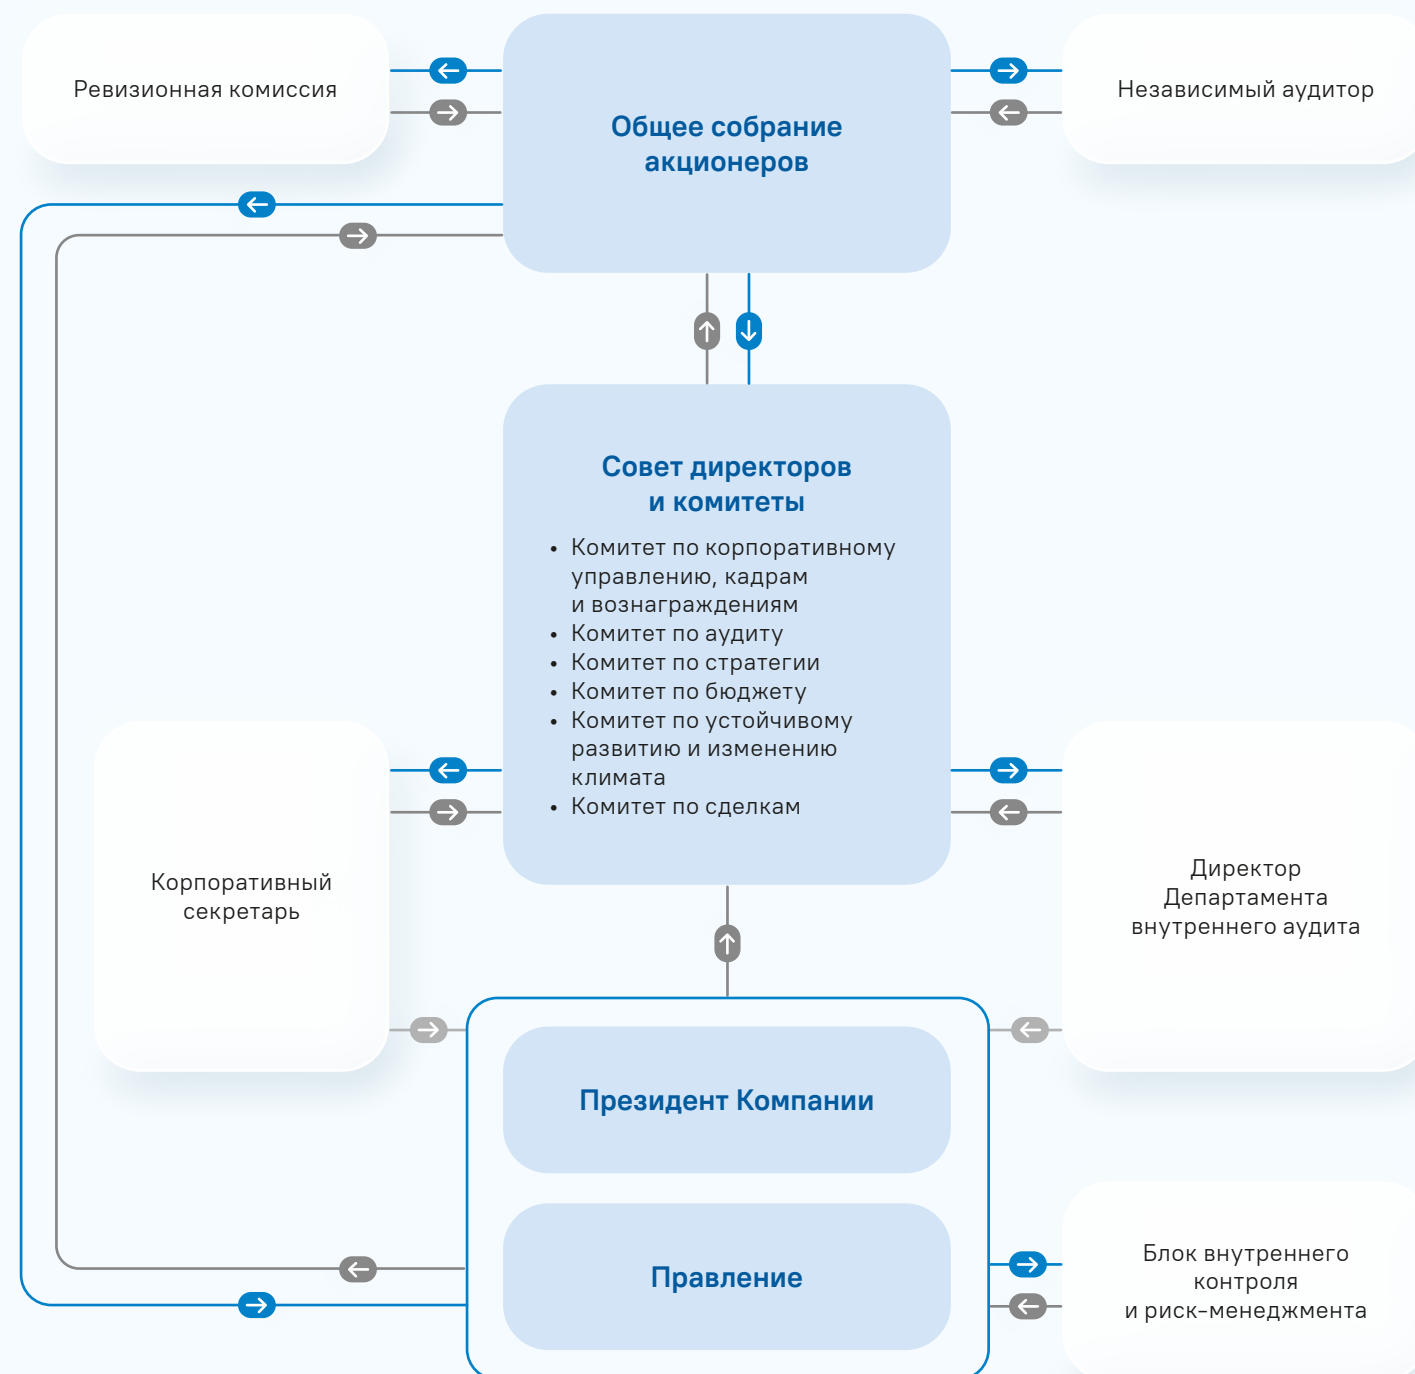 Ревизионная комиссия
Общее собрание
акционеров
Независимый аудитор
Совет директоров
и комитеты
• Комитет по корпоративному
управлению, кадрам
и вознаграждениям
• Комитет по аудиту
• Комитет по стратегии
• Комитет по бюджету
• Комитет по устойчивому
развитию и изменению
климата
• Комитет по сделкам
Корпоративный
секретарь
Директор
Департамента
внутреннего аудита
Президент Компании
Правление
Блок внутреннего
контроля
и риск-менеджмента